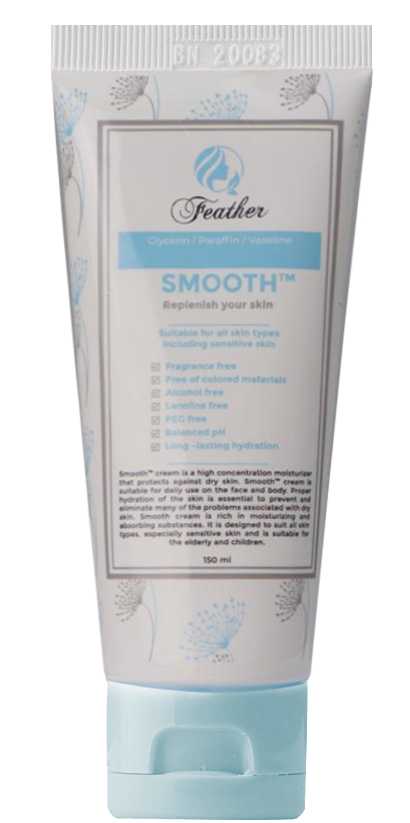 BN 20083
Feather
Glycerin / Paraffin / Vaseline
SMOOTH™
Replenish your skin
Suitable for all skin types
including sensitive skin
Fragrance free
Free of colored materials
Alcohol free
PEG free
Balanced pH
Long -lasting hydration
Smooth™ cream is a high concentration moisturizer
that protects against dry skin. Smooth™ cream is
suitable for daily use on the face and body. Proper
hydration of the skin is essential to prevent and
eliminate many of the problems associated with dry
skin. Smooth cream is rich in moisturizing and
absorbing substances. It is designed to suit all skin
types, especially sensitive skin and is suitable for
the elderly and children.
150 ml